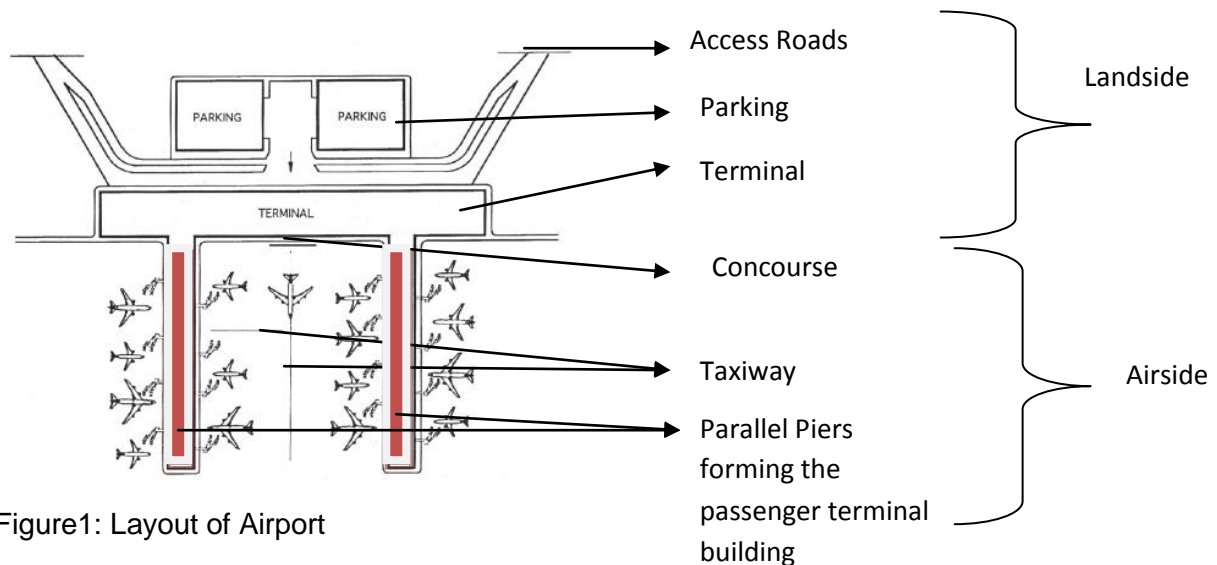 Access Roads
Landside
PARKING
PARKING
Parking
Terminal
TERMINAL
Concourse
Taxiway
Airside
Parallel Piers
forming the
passenger terminal
building
Figure1: Layout of Airport